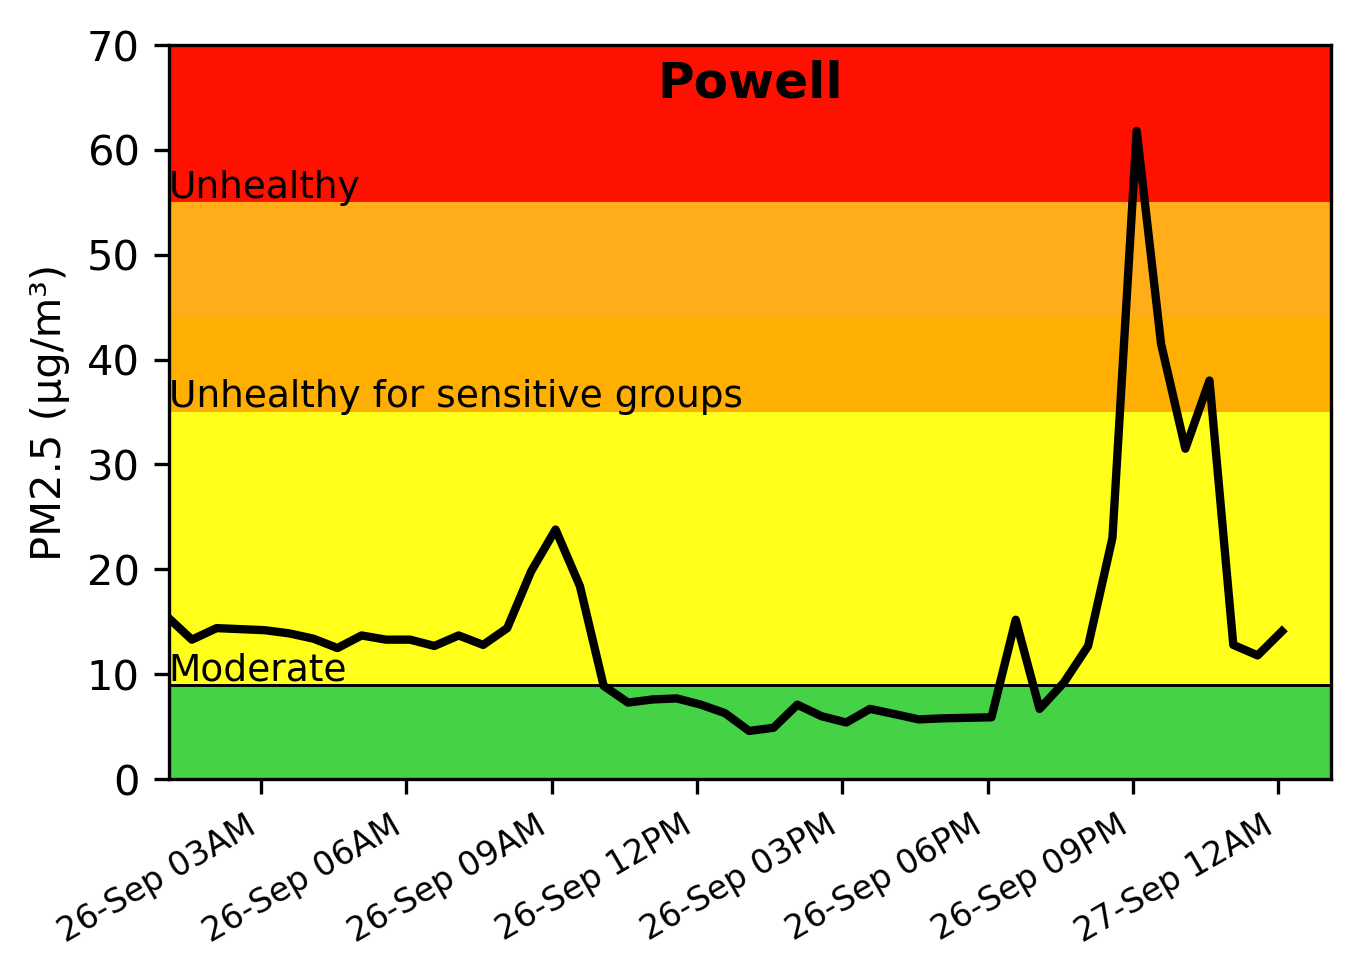 Powell
70
60
50
40
30
20
10
0
PM2.5 (µg/m³)
Unhealthy
Unhealthy for sensitive groups
Moderate
26-Sep 03AM
26-Sep 06AM
26-Sep 09AM
26-Sep 12PM
26-Sep 03PM
26-Sep 06PM
26-Sep 09PM
27-Sep 12AM